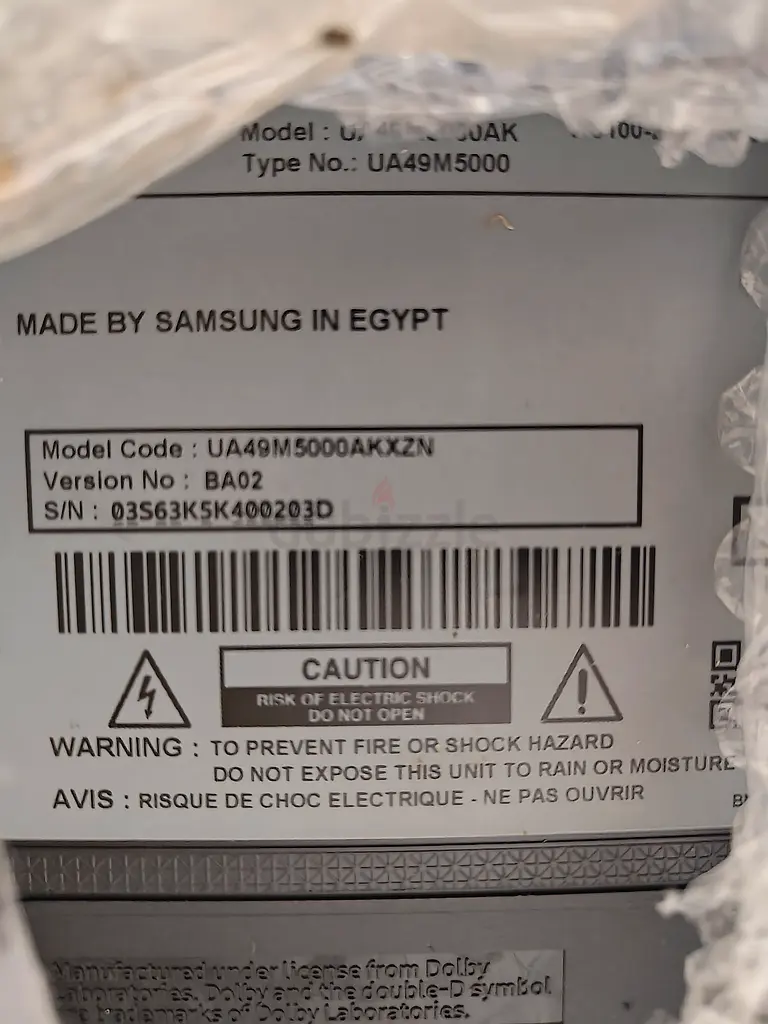 Model :
Type No.: UA49M5000
MADE BY SAMSUNG IN EGYPT
Model Code : UA49M5000AKXZN
Version No : BA02
S/N : 03S63K5K400203D
dubizzle
CAUTION
RISK OF ELECTRIC SHOCK
DO NOT OPEN
WARNING : TO PREVENT FIRE OR SHOCK HAZARD
DO NOT EXPOSE THIS UNIT TO RAIN OR MOISTURE
AVIS : RISQUE DE CHOC ELECTRIQUE - NE PAS OUVRIR
Manufactured under license from Dolby
Laboratories. Dolby and the double-D symbol
trademarks of Dolby Laboratories.